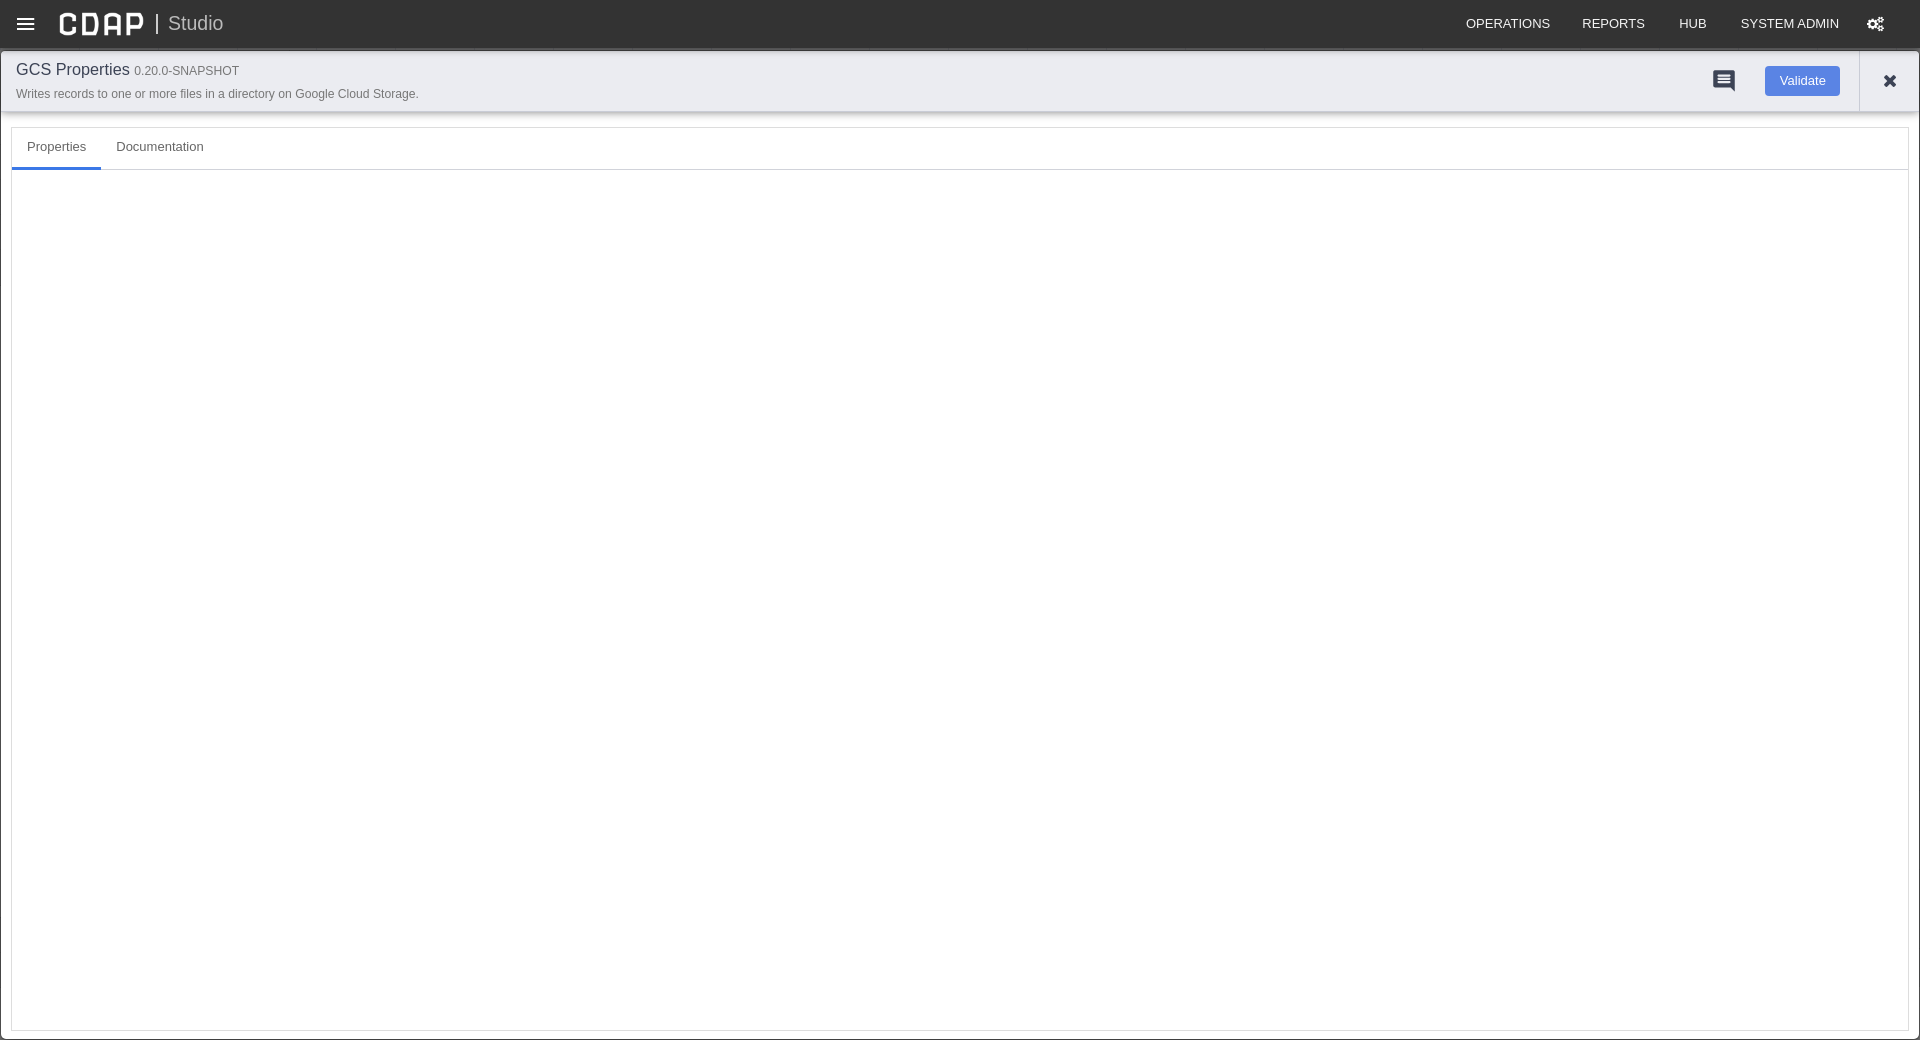 CDAP | Studio
OPERATIONS REPORTS HUB SYSTEM ADMIN
GCS Properties 0.20.0-SNAPSHOT
Writes records to one or more files in a directory on Google Cloud Storage.
Validate
Properties Documentation